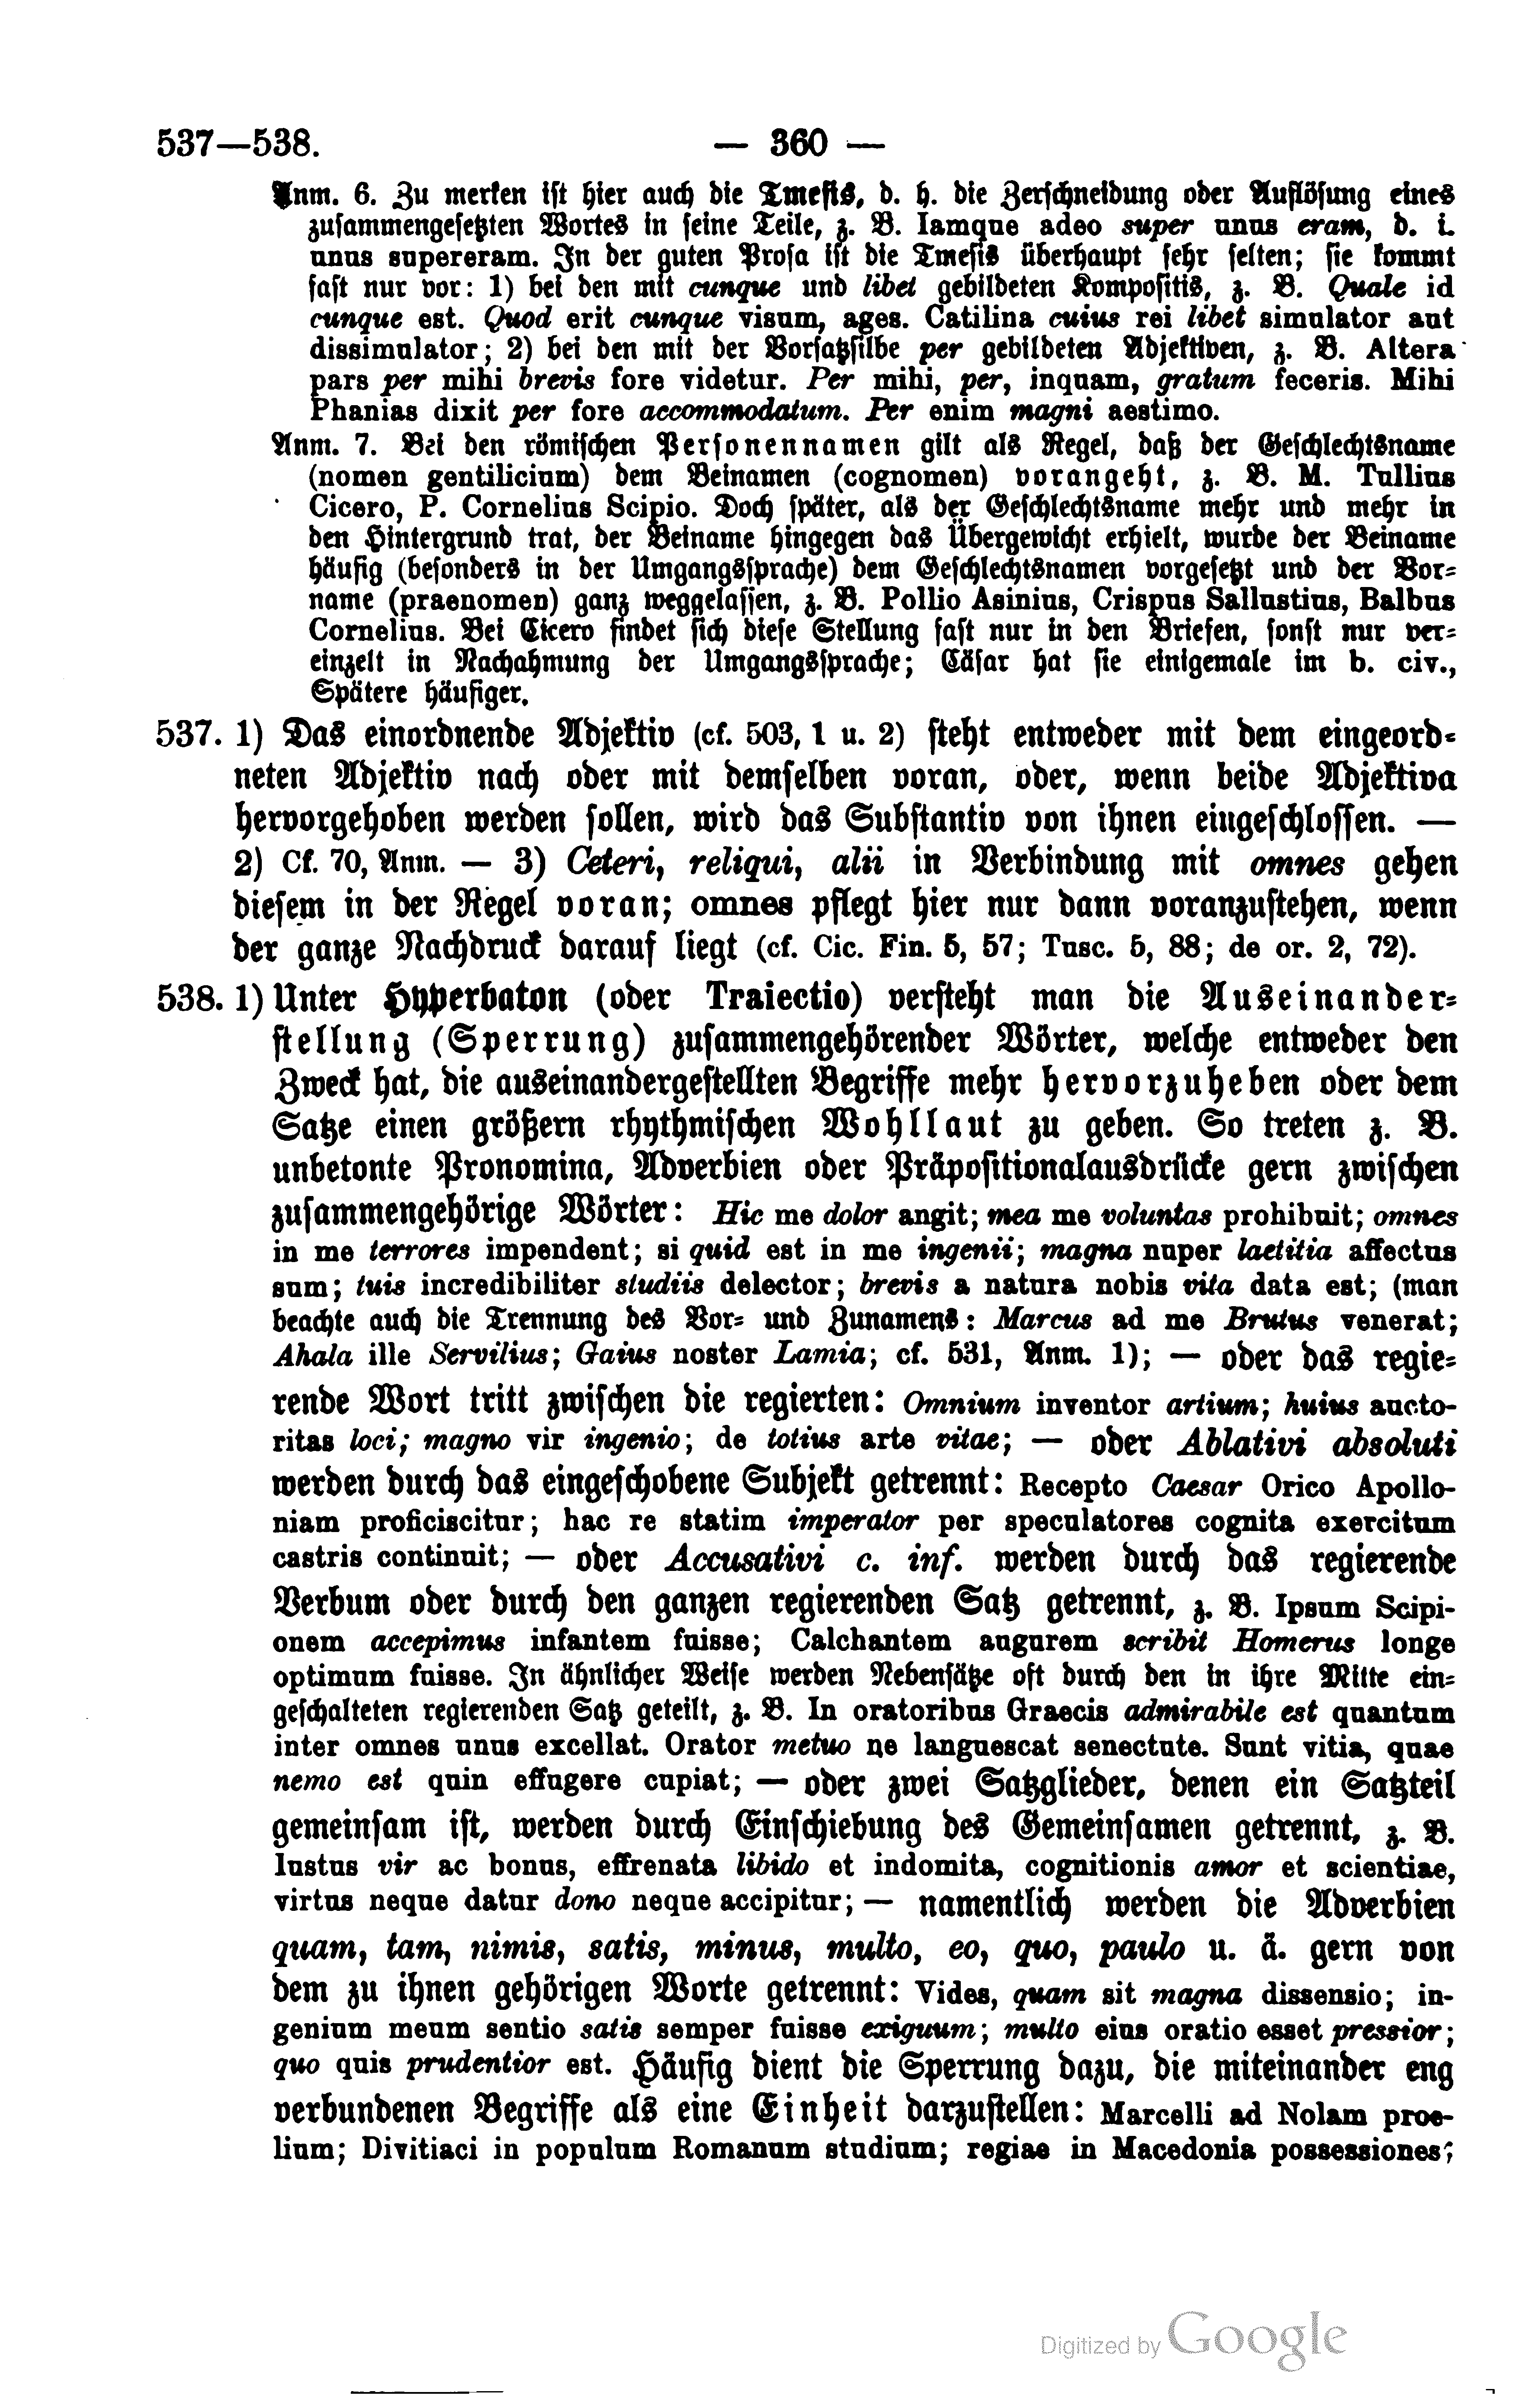 537—538.
— 360 —
Anm. 6. Zu merken ist hier auch die Tmesis, d. h. die Zerschneidung oder Auflösung eines
zusammengesetzten Wortes in seine Teile, z. B. Iamque adeo super unus eram, d. i.
unus supereram. In der guten Prosa ist die Tmesis überhaupt sehr selten; sie kommt
fast nur vor: 1) bei den mit cunque und libet gebildeten Kompositis, z. B. Quale id
cunque est. Quod erit cunque visum, ages. Catilina cuius rei libet simulator aut
dissimulator; 2) bei den mit der Vorsatzsilbe per gebildeten Adjektiven, z. B. Altera
pars per mihi brevis fore videtur. Per mihi, per, inquam, gratum feceris. Mihi
Phanias dixit per fore accommodatum. Per enim magni aestimo.
Anm. 7. Bei den römischen Personennamen gilt als Regel, daß der Geschlechtsname
(nomen gentilicium) dem Beinamen (cognomen) vorangeht, z. B. M. Tullius
Cicero, P. Cornelius Scipio. Doch später, als der Geschlechtsname mehr und mehr in
den Hintergrund trat, der Beiname hingegen das Übergewicht erhielt, wurde der Beiname
häufig (besonders in der Umgangssprache) dem Geschlechtsnamen vorgesetzt und der Vor-
name (praenomen) ganz weggelassen, z. B. Pollio Asinius, Crispus Sallustius, Balbus
Cornelius. Bei Cicero findet sich diese Stellung fast nur in den Briefen, sonst nur ver-
einzelt in Nachahmung der Umgangssprache; Cäsar hat sie einigemale im b. civ.,
Spätere häufiger.
537. 1) Das einordnende Adjektiv (cf. 503, 1 u. 2) steht entweder mit dem eingeord-
neten Adjektiv nach oder mit demselben voran, oder, wenn beide Adjektiva
hervorgehoben werden sollen, wird das Substantiv von ihnen eingeschlossen. —
2) Cf. 70, Anm. — 3) Ceteri, reliqui, alii in Verbindung mit omnes gehen
diesem in der Regel voran; omnes pflegt hier nur dann voranzustehen, wenn
der ganze Nachdruck darauf liegt (cf. Cic. Fin. 5, 57; Tusc. 5, 88; de or. 2, 72).
538. 1) Unter Hyperbaton (oder Traiectio) versteht man die Auseinander-
stellung (Sperrung) zusammengehörender Wörter, welche entweder den
Zweck hat, die auseinandergestellten Begriffe mehr hervorzuheben oder dem
Satze einen größern rhythmischen Wohllaut zu geben. So treten z. B.
unbetonte Pronomina, Adverbien oder Präpositionalausdrücke gern zwischen
zusammengehörige Wörter: Hic me dolor angit; mea me voluntas prohibuit; omnes
in me terrores impendent; si quid est in me ingenii; magna nuper laetitia affectus
sum; tuis incredibiliter studiis delector; brevis a natura nobis vita data est; (man
beachte auch die Trennung des Vor- und Zunamens: Marcus ad me Brutus venerat;
Ahala ille Servilius; Gaius noster Lamia; cf. 531, Anm. 1); — oder das regie-
rende Wort tritt zwischen die regierten: Omnium inventor artium; huius aucto-
ritas loci; magno vir ingenio; de totius arte vitae; — oder Ablativi absoluti
werden durch das eingeschobene Subjekt getrennt: Recepto Caesar Orico Apollo-
niam proficiscitur; hac re statim imperator per speculatores cognita exercitum
castris continuit; — oder Accusativi c. inf. werden durch das regierende
Verbum oder durch den ganzen regierenden Satz getrennt, z. B. Ipsum Scipi-
onem accepimus infantem fuisse; Calchantem augurem scribit Homerus longe
optimum fuisse. In ähnlicher Weise werden Nebensätze oft durch den in ihre Mitte ein-
geschalteten regierenden Satz geteilt, z. B. In oratoribus Graecis admirabile est quantum
inter omnes unus excellat. Orator metuo ne languescat senectute. Sunt vitia, quae
nemo est quin effugere cupiat; — oder zwei Satzglieder, denen ein Satzteil
gemeinsam ist, werden durch Einschiebung des Gemeinsamen getrennt, z. B.
Iustus vir ac bonus, effrenata libido et indomita, cognitionis amor et scientiae,
virtus neque datur dono neque accipitur; — namentlich werden die Adverbien
quam, tam, nimis, satis, minus, multo, eo, quo, paulo u. ä. gern von
dem zu ihnen gehörigen Worte getrennt: Vides, quam sit magna dissensio; in-
genium meum sentio satis semper fuisse exiguum; multo eius oratio esset pressior;
quo quis prudentior est. Häufig dient die Sperrung dazu, die miteinander eng
verbundenen Begriffe als eine Einheit darzustellen: Marcelli ad Nolam proe-
lium; Divitiaci in populum Romanum studium; regiae in Macedonia possessiones;
Digitized by Google